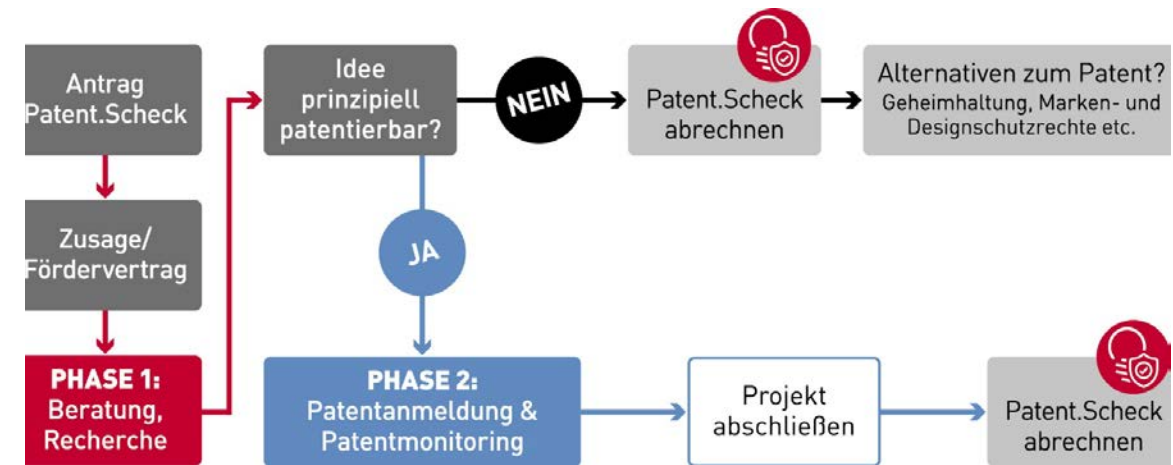 Antrag
Patent.Scheck
Zusage/
Fördervertrag
PHASE 1:
Beratung,
Recherche
Idee
prinzipiell
patentierbar?
NEIN
Patent.Scheck
abrechnen
Alternativen zum Patent?
Geheimhaltung, Marken- und
Designschutzrechte etc.
JA
PHASE 2:
Patentanmeldung &
Patentmonitoring
Projekt
abschließen
Patent.Scheck
abrechnen